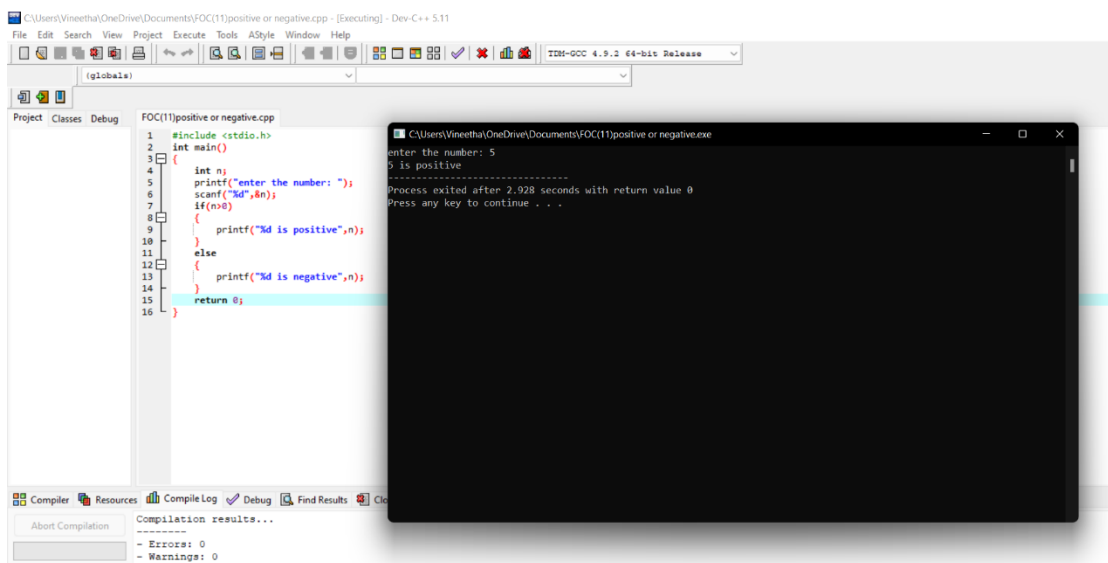 C:\Users\Vineetha\OneDrive\Documents\FOC(11)positive or negative.cpp - [Executing] - Dev-C++ 5.11
File Edit Search View Project Execute Tools AStyle Window Help
TDM-GCC 4.9.2 64-bit Release
(globals)
Project Classes Debug
FOC(11)positive or negative.cpp
1 #include <stdio.h>
2 int main()
3 {
4 int n;
5 printf("enter the number: ");
6 scanf("%d",&n);
7 if(n>0)
8 {
9 printf("%d is positive",n);
10 }
11 else
12 {
13 printf("%d is negative",n);
14 }
15 return 0;
16 }
C:\Users\Vineetha\OneDrive\Documents\FOC(11)positive or negative.exe
enter the number: 5
5 is positive
--------------------------------
Process exited after 2.928 seconds with return value 0
Press any key to continue . . .
Compiler Resources Compile Log Debug Find Results Clo
Abort Compilation
Compilation results...
--------
- Errors: 0
- Warnings: 0